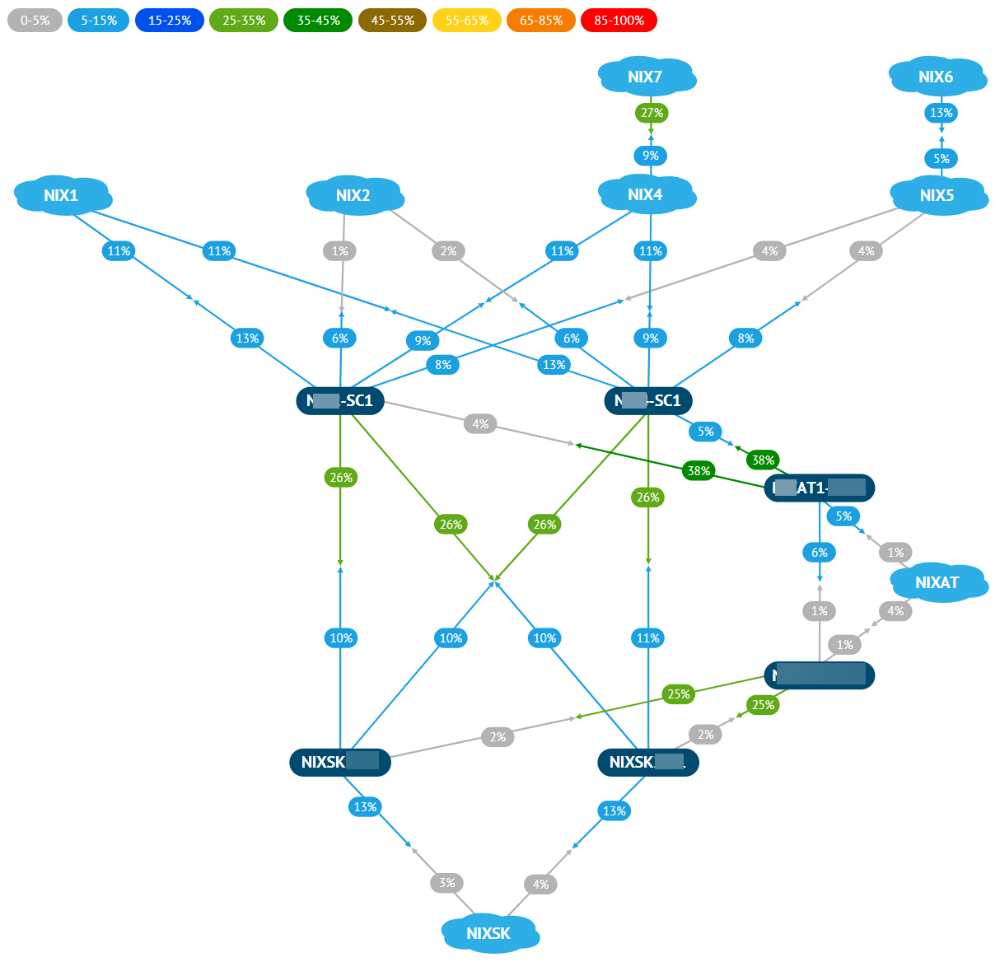 0-5% 5-15% 15-25% 25-35% 35-45% 45-55% 55-65% 65-85% 85-100%
NIX7 NIX6
27% 13%
9% 5%
NIX1 NIX2 NIX4 NIX5
11% 11% 1% 2% 11% 11% 4% 4%
13% 6% 9% 6% 9% 8%
8% 13%
-SC1 -SC1
4% 5%
38% 38%
26% AT1-
26%
26% 26% 5%
6% 1%
NIXAT
1% 4%
10% 10% 10% 11% 1%
25% 25%
2% 2%
NIXSK NIXSK
13% 13%
3% 4%
NIXSK